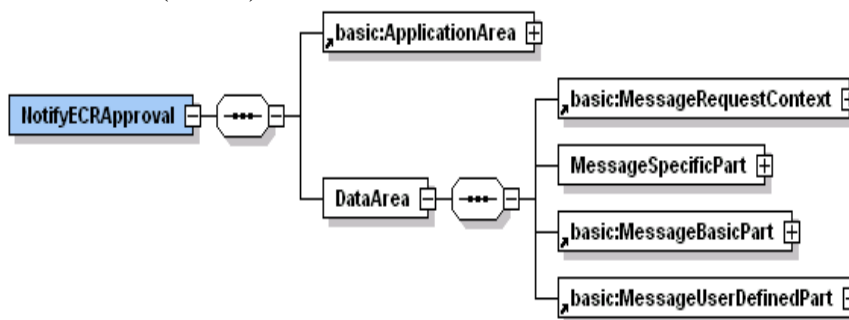 basic:ApplicationArea
NotifyECRApproval
basic:MessageRequestContext
MessageSpecificPart
DataArea
basic:MessageBasicPart
basic:MessageUserDefinedPart